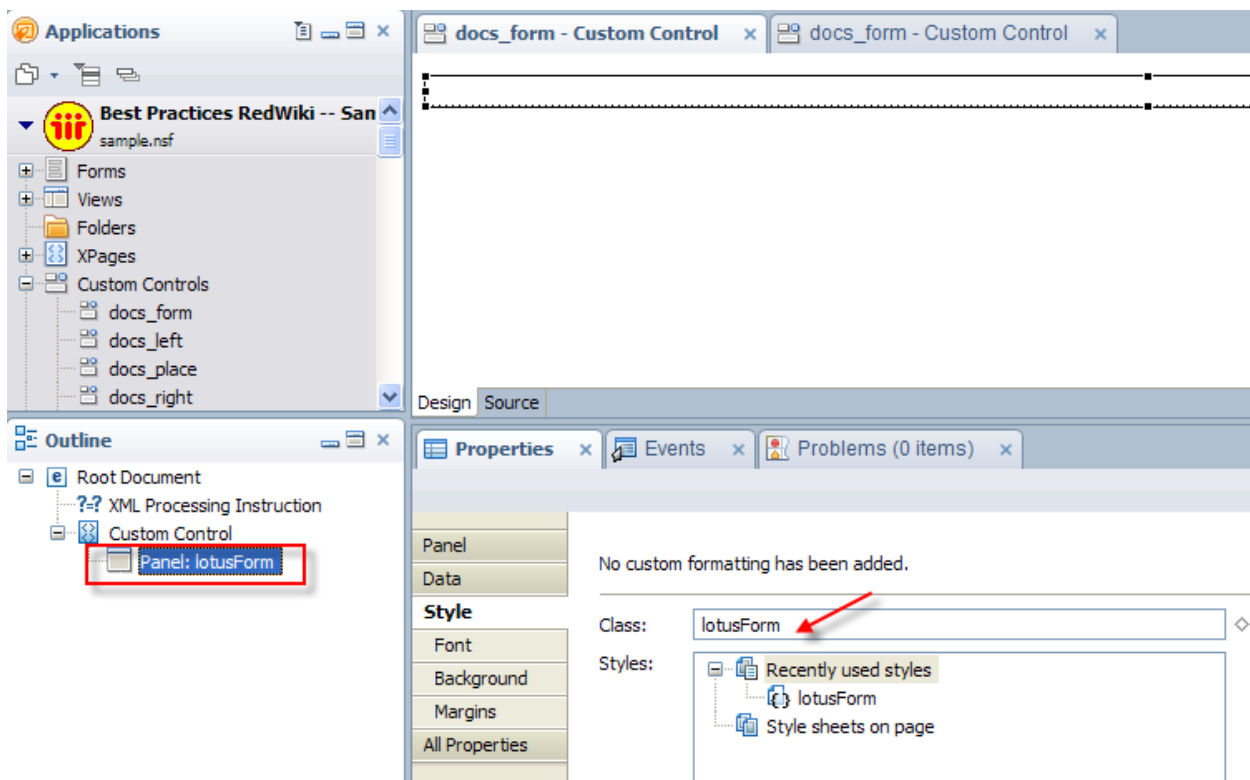 Applications
Best Practices RedWiki -- San
sample.nsf
Forms
Views
Folders
XPages
Custom Controls
docs_form
docs_left
docs_place
docs_right
docs_form - Custom Control
docs_form - Custom Control
Design Source
Outline
Root Document
?=? XML Processing Instruction
Custom Control
Panel: lotusForm
Properties Events Problems (0 items)
Panel
Data
Style
Font
Background
Margins
All Properties
No custom formatting has been added.
Class: lotusForm
Styles: Recently used styles
lotusForm
Style sheets on page